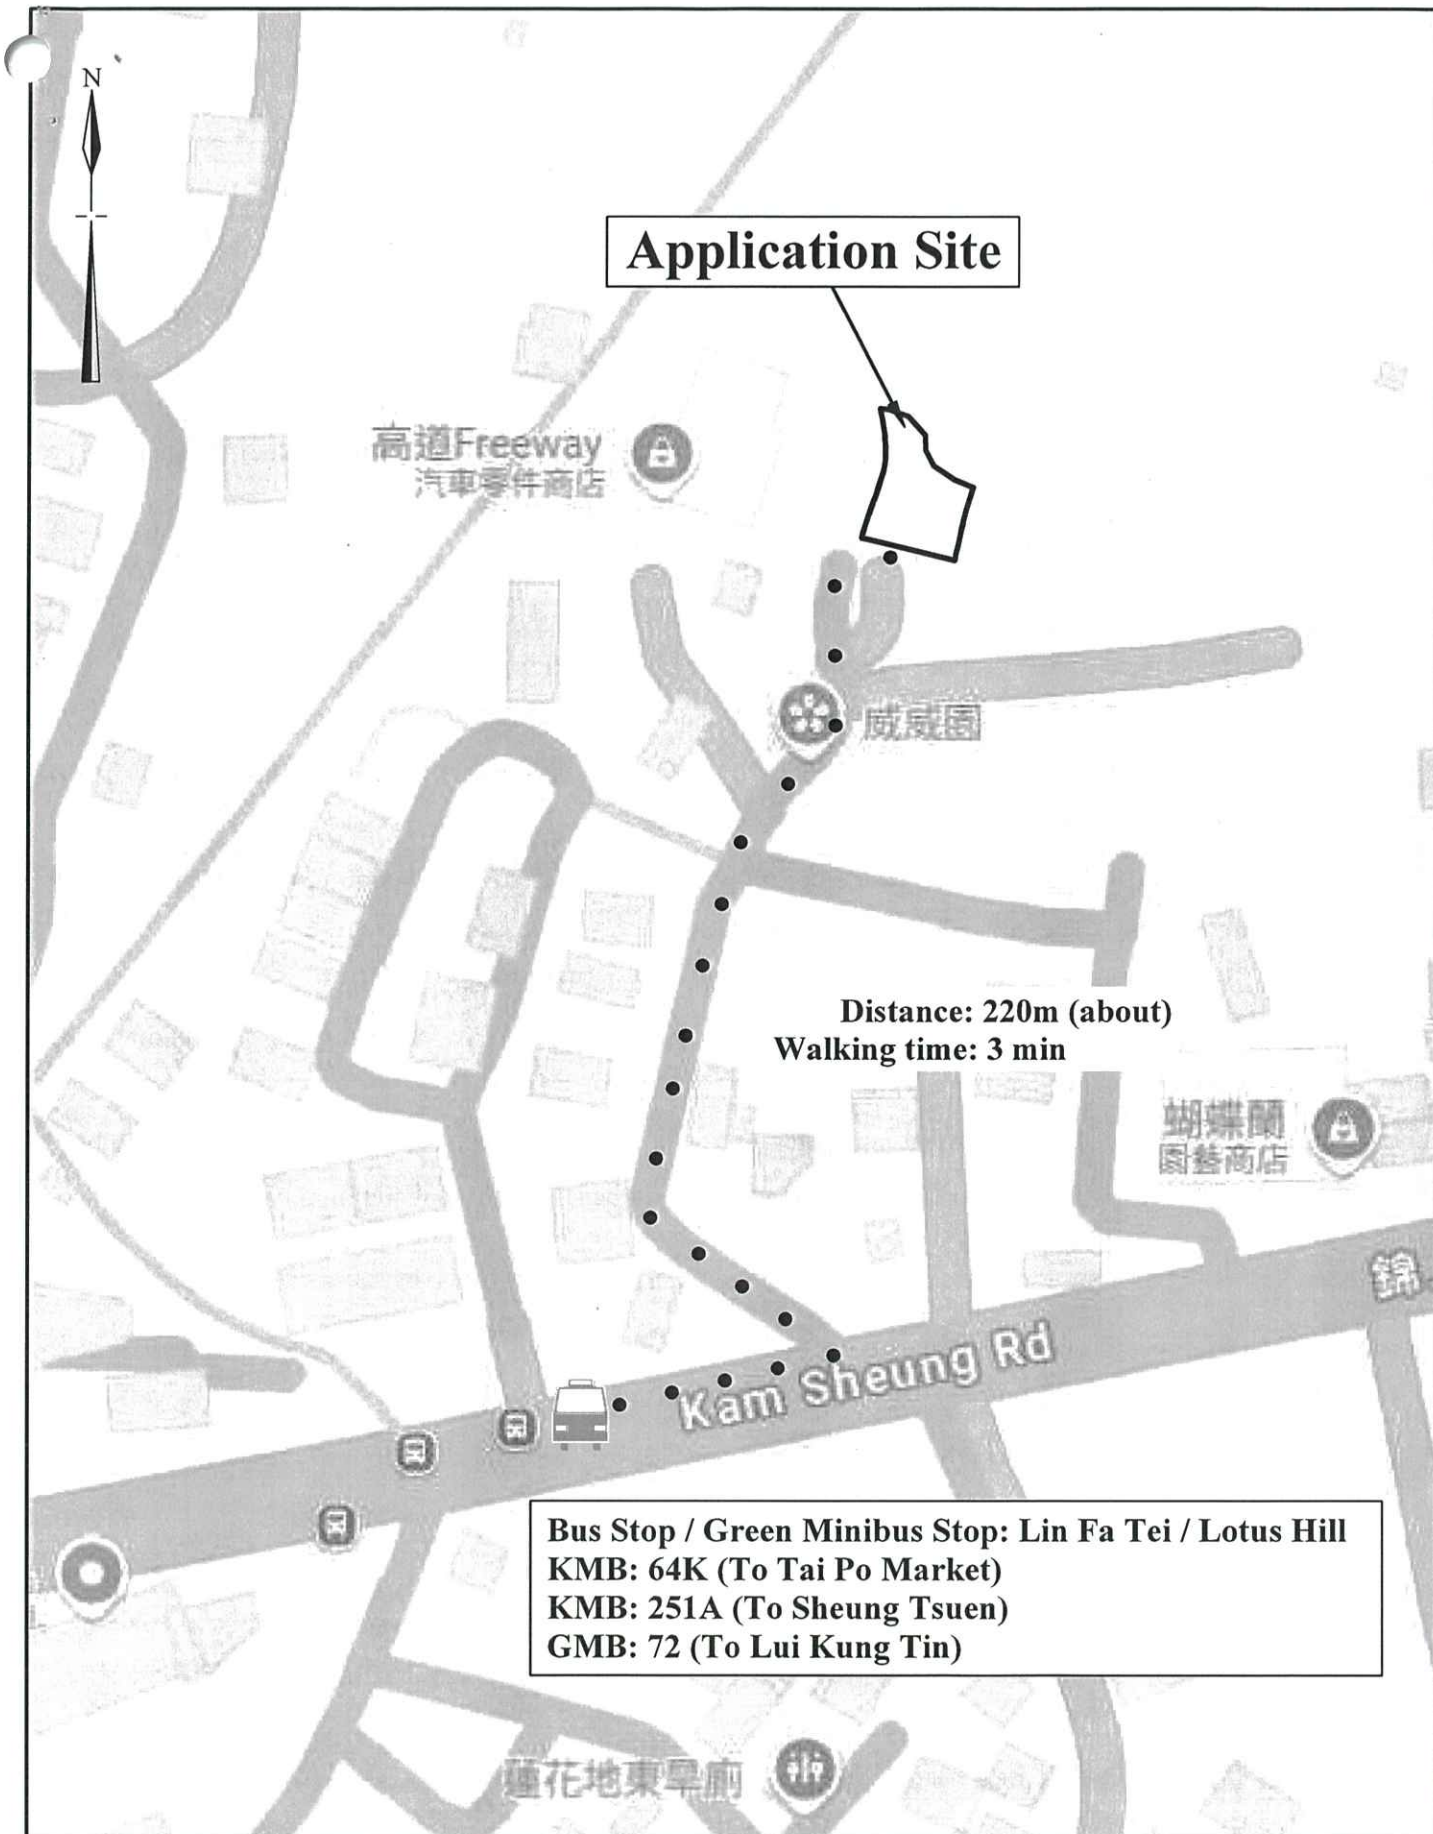 N
Application Site
高道Freeway
汽車零件商店
威威園
Distance: 220m (about)
Walking time: 3 min
蝴蝶蘭
園藝商店
錦
Kam Sheung Rd
Bus Stop / Green Minibus Stop: Lin Fa Tei / Lotus Hill
KMB: 64K (To Tai Po Market)
KMB: 251A (To Sheung Tsuen)
GMB: 72 (To Lui Kung Tin)
蓮花地東旱廁